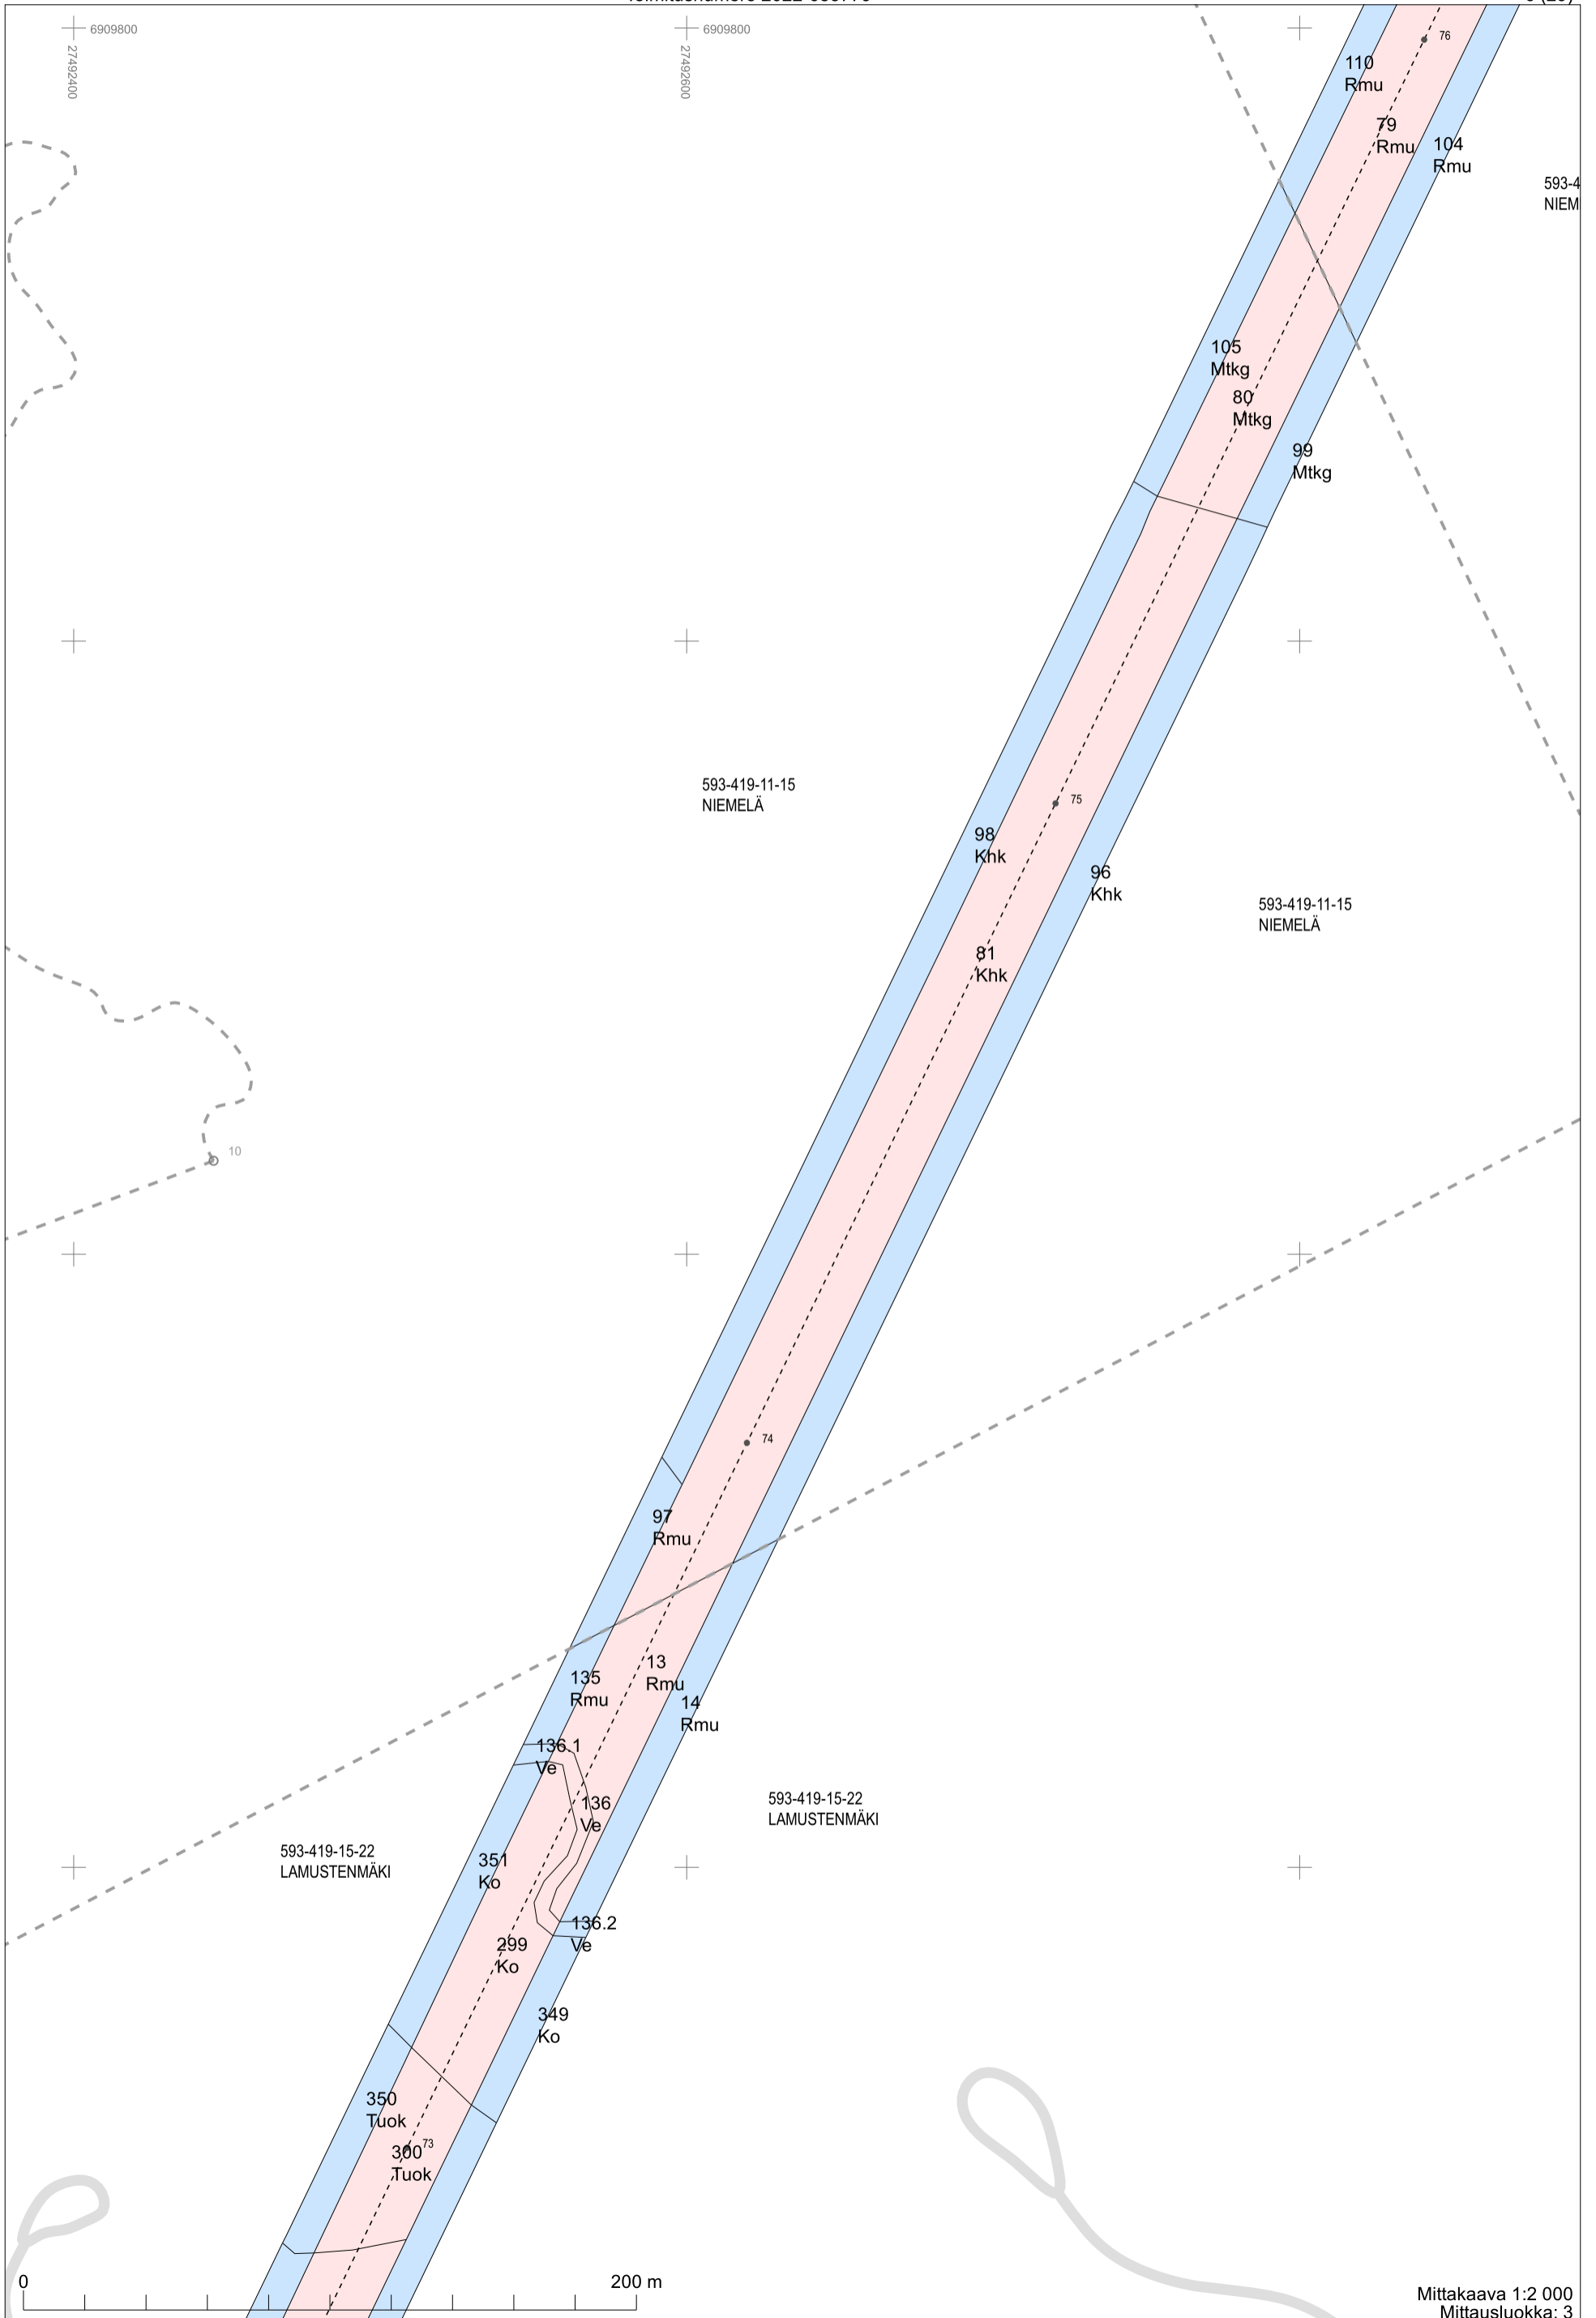 6909800
6909800
27492400
27492600
76
110
Rmu
79
Rmu
104
Rmu
593-4
NIEM
105
Mtkg
80
Mtkg
99
Mtkg
593-419-11-15
NIEMELÄ
75
98
Khk
96
Khk
593-419-11-15
NIEMELÄ
81
Khk
10
74
97
Rmu
13
Rmu
135
Rmu
14
Rmu
136.1
Ve
136
Ve
593-419-15-22
LAMUSTENMÄKI
593-419-15-22
LAMUSTENMÄKI
351
Ko
136.2
Ve
299
Ko
349
Ko
350
Tuok
73
300
Tuok
0
200 m
Mittakaava 1:2 000
Mittausluokka: 3